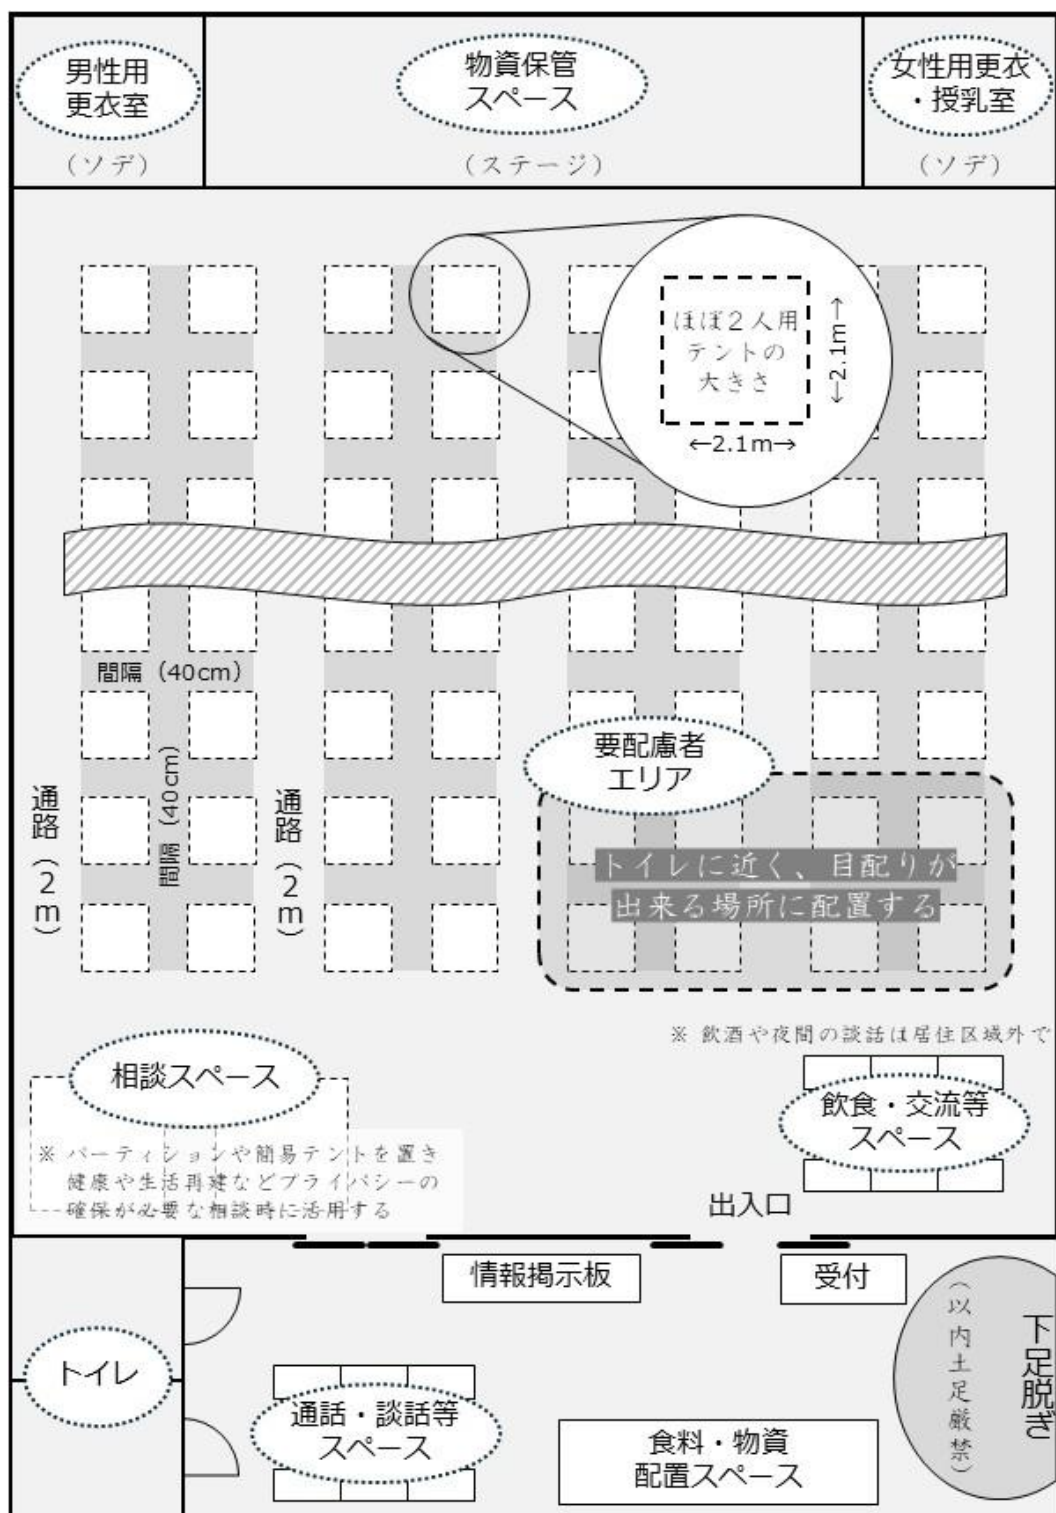 男性用
更衣室
(ソデ)
物資保管
スペース
(ステージ)
女性用更衣
・授乳室
(ソデ)
ほぼ2人用
テントの
大きさ
←2.1m→
←2.1m→
間隔 (40cm)
間隔 (40cm)
通路(2m)
通路(2m)
要配慮者
エリア
トイレに近く、目配りが
出来る場所に配置する
※ 飲酒や夜間の談話は居住区域外で
相談スペース
※ パーティションや簡易テントを置き
健康や生活再建などプライバシーの
確保が必要な相談時に活用する
飲食・交流等
スペース
出入口
情報掲示板
受付
下足脱ぎ
(以内土足厳禁)
トイレ
通話・談話等
スペース
食料・物資
配置スペース